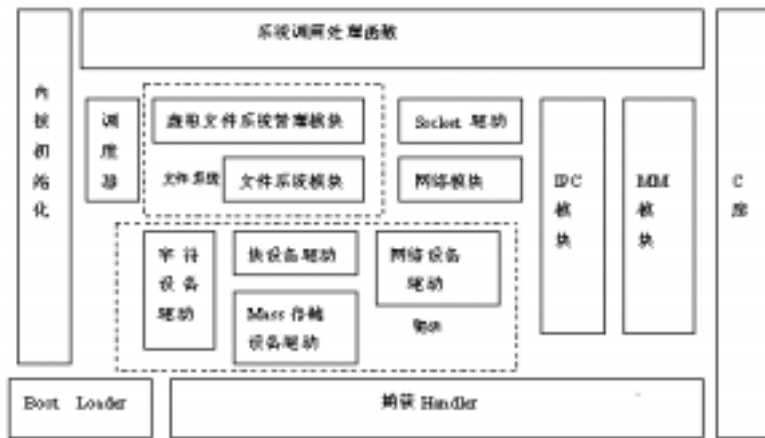 系统调用处理函数
内核初始化
调度器
虚拟文件系统管理模块
文件系统
文件系统模块
Socket 驱动
网络模块
IPC
模
块
MM
模
块
C
库
字符
设备
驱动
块设备驱动
Mass 存储
设备驱动
网络设备
驱动
驱动
Boot Loader
捕获 Handler